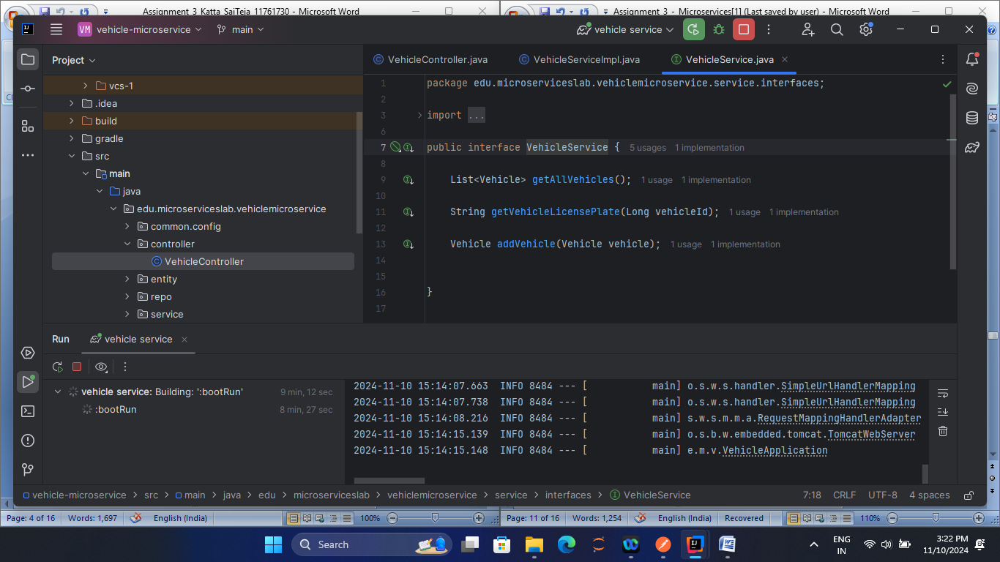 Assignment_3_Katta_SaiTeja_11761730 - Microsoft Word
Assignment_3_-_Microservices[1] (Last saved by user) - Microsoft Word
VM vehicle-microservice
main
vehicle service
Project
VehicleController.java
VehicleServiceImpl.java
VehicleService.java
vcs-1
.idea
build
gradle
src
main
java
edu.microserviceslab.vehiclemicroservice
common.config
controller
VehicleController
entity
repo
service
1 package edu.microserviceslab.vehiclemicroservice.service.interfaces;
2
3 import ...
6
7 public interface VehicleService { 5 usages 1 implementation
8
9 List<Vehicle> getAllVehicles(); 1 usage 1 implementation
10
11 String getVehicleLicensePlate(Long vehicleId); 1 usage 1 implementation
12
13 Vehicle addVehicle(Vehicle vehicle); 1 usage 1 implementation
14
15
16 }
17
Run vehicle service
vehicle service: Building: ':bootRun' 9 min, 12 sec
:bootRun 8 min, 27 sec
2024-11-10 15:14:07.663 INFO 8484 --- [ main] o.s.w.s.handler.SimpleUrlHandlerMapping
2024-11-10 15:14:07.738 INFO 8484 --- [ main] o.s.w.s.handler.SimpleUrlHandlerMapping
2024-11-10 15:14:08.216 INFO 8484 --- [ main] s.w.s.m.m.a.RequestMappingHandlerAdapter
2024-11-10 15:14:15.139 INFO 8484 --- [ main] o.s.b.w.embedded.tomcat.TomcatWebServer
2024-11-10 15:14:15.148 INFO 8484 --- [ main] e.m.v.VehicleApplication
vehicle-microservice > src > main > java > edu > microserviceslab > vehiclemicroservice > service > interfaces > VehicleService
7:18 CRLF UTF-8 4 spaces
Page: 4 of 16 Words: 1,697 English (India) 100%
Page: 11 of 16 Words: 1,254 English (India) Recovered 110%
Search
ENG
IN
3:22 PM
11/10/2024